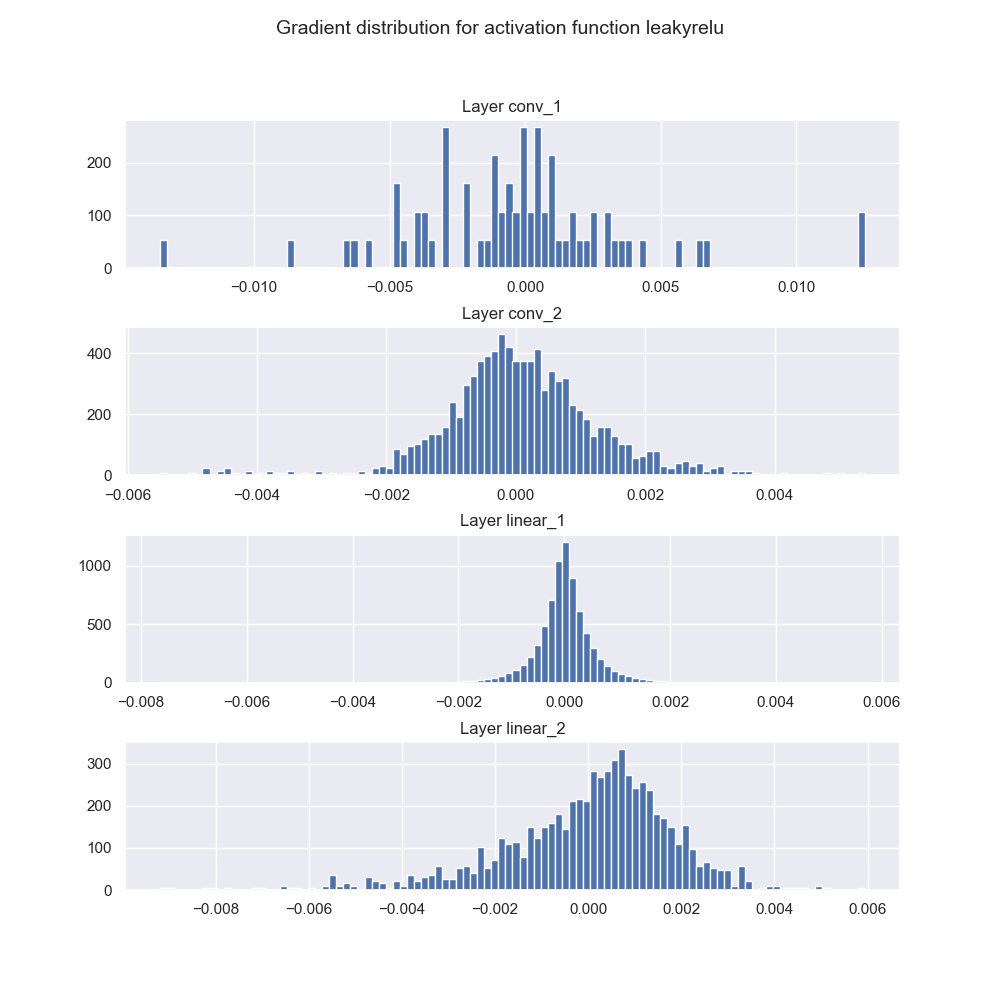 Gradient distribution for activation function leakyrelu
Layer conv_1
200
100
0
−0.010 −0.005 0.000 0.005 0.010
Layer conv_2
400
200
0
−0.006 −0.004 −0.002 0.000 0.002 0.004
Layer linear_1
1000
500
0
−0.008 −0.006 −0.004 −0.002 0.000 0.002 0.004 0.006
Layer linear_2
300
200
100
0
−0.008 −0.006 −0.004 −0.002 0.000 0.002 0.004 0.006